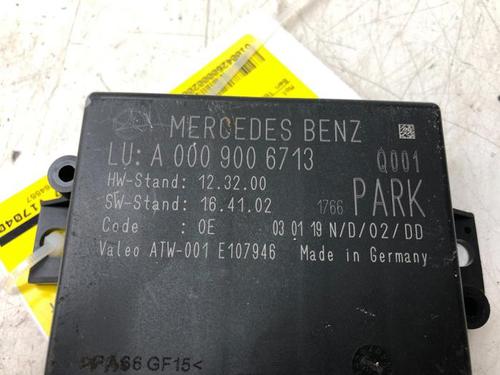 MERCEDES BENZ
LU: A 000 900 6713 Q001
HW-Stand: 12.32.00
SW-Stand: 16.41.02 1766 PARK
Code : OE 03 01 19 N/D/02/DD
Valeo ATW-001 E107946 Made in Germany
PA66 GF15<